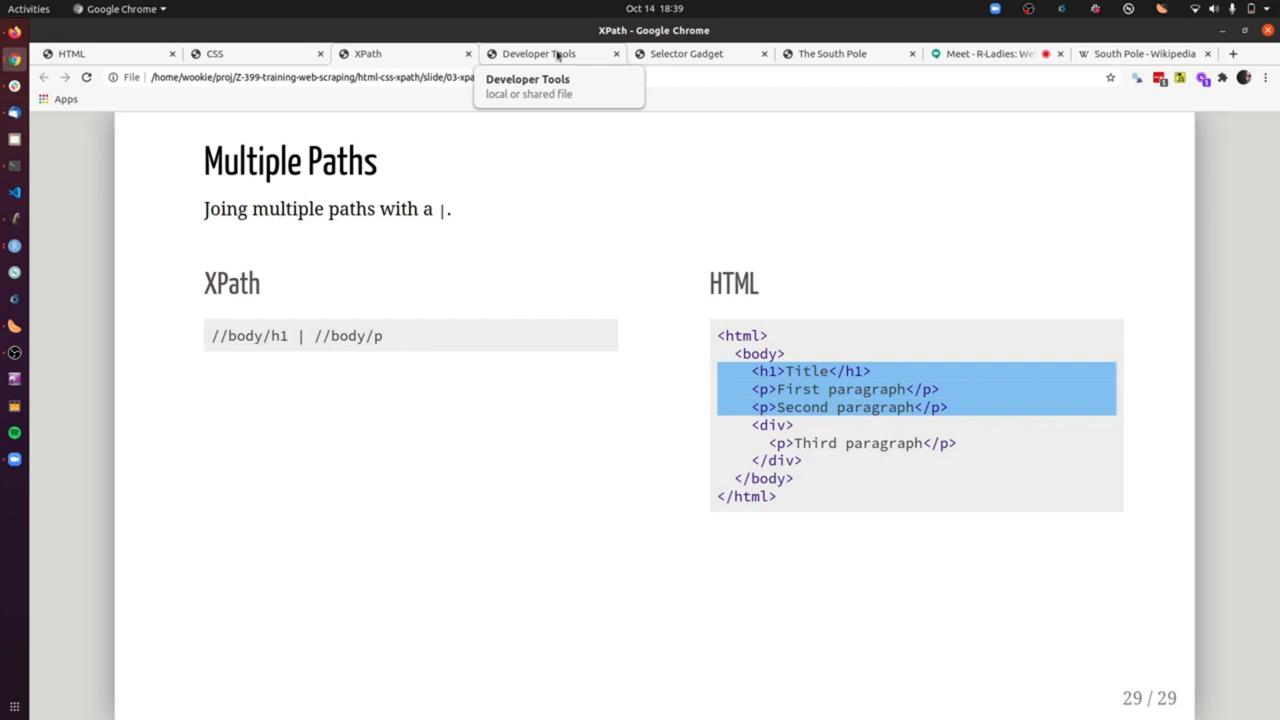 Activities
Google Chrome
Oct 14 18:39
XPath - Google Chrome
HTML
CSS
XPath
Developer Tools
Selector Gadget
The South Pole
Meet - R-Ladies: We
South Pole - Wikipedia
File
/home/wookie/proj/Z-399-training-web-scraping/html-css-xpath/slide/03-xpa
Developer Tools
local or shared file
Apps
Multiple Paths
Joing multiple paths with a |.
XPath
//body/h1 | //body/p
HTML
<html>
<body>
<h1>Title</h1>
<p>First paragraph</p>
<p>Second paragraph</p>
<div>
<p>Third paragraph</p>
</div>
</body>
</html>
29 / 29